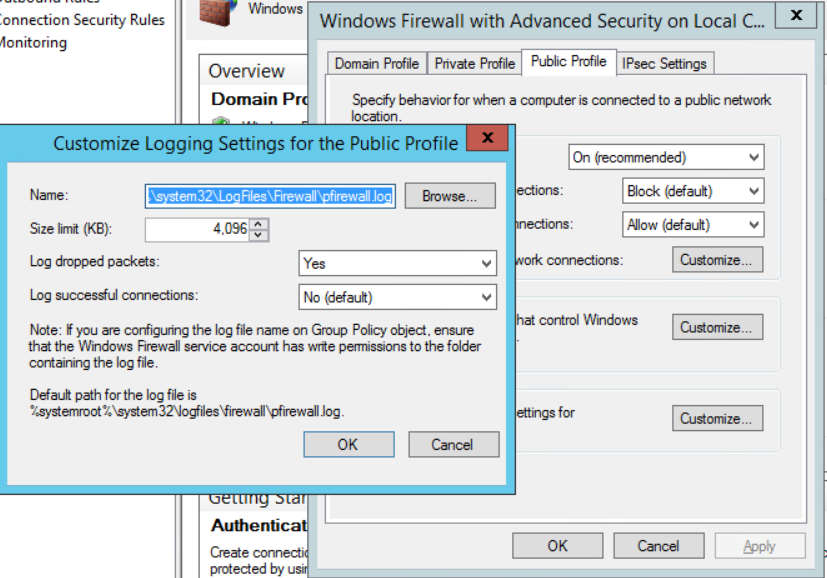 Outbound Rules
Connection Security Rules
Monitoring
Windows
Overview
Domain Pro
Windows Firewall with Advanced Security on Local C...
x
Domain Profile
Private Profile
Public Profile
IPsec Settings
Specify behavior for when a computer is connected to a public network
location.
On (recommended)
ections:
Block (default)
nnections:
Allow (default)
work connections:
Customize...
hat control Windows
.
Customize...
ettings for
Customize...
OK
Cancel
Apply
Customize Logging Settings for the Public Profile
x
Name:
\system32\LogFiles\Firewall\pfirewall.log
Browse...
Size limit (KB):
4,096
Log dropped packets:
Yes
Log successful connections:
No (default)
Note: If you are configuring the log file name on Group Policy object, ensure
that the Windows Firewall service account has write permissions to the folder
containing the log file.
Default path for the log file is
%systemroot%\system32\logfiles\firewall\pfirewall.log.
OK
Cancel
Getting Star
Authenticat
Create connectio
protected by usin